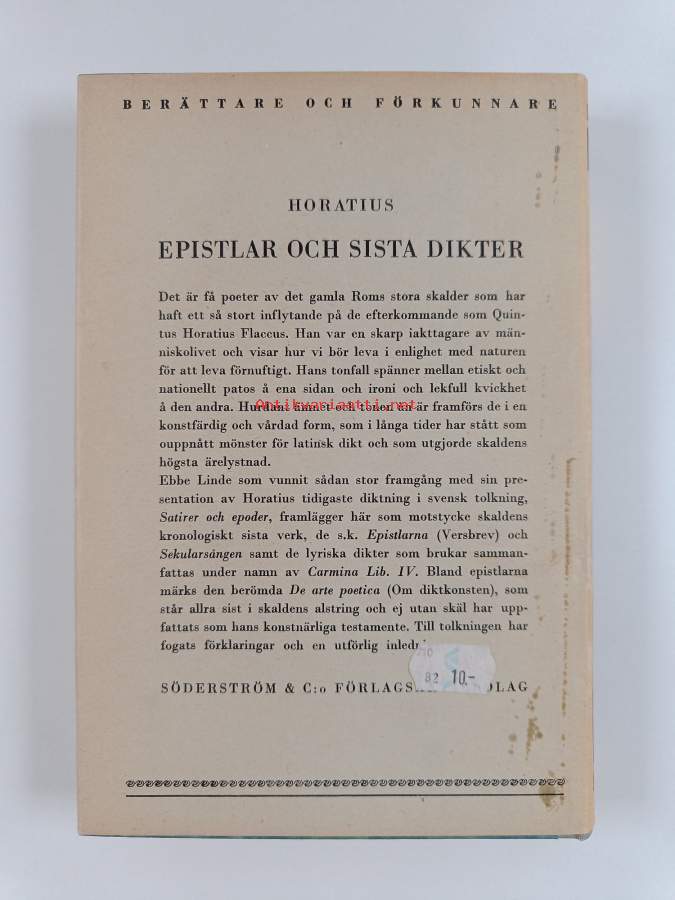 BERÄTTARE OCH FÖRKUNNARE
HORATIUS
EPISTLAR OCH SISTA DIKTER
Det är få poeter av det gamla Roms stora skalder som har
haft ett så stort inflytande på de efterkommande som Quin-
tus Horatius Flaccus. Han var en skarp iakttagare av män-
niskolivet och visar hur vi bör leva i enlighet med naturen
för att leva förnuftigt. Hans tonfall spänner mellan etiskt och
nationellt patos å ena sidan och ironi och lekfull kvickhet
å den andra. Hurdant ämnet och tonen än är framförs de i en
Antikvariaatti.net
konstfärdig och vårdad form, som i långa tider har stått som
ouppnått mönster för latinsk dikt och som utgjorde skaldens
högsta ärelystnad.
Ebbe Linde som vunnit sådan stor framgång med sin pre-
sentation av Horatius tidigaste diktning i svensk tolkning,
Satirer och epoder, framlägger här som motstycke skaldens
kronologiskt sista verk, de s.k. Epistlarna (Versbrev) och
Sekularsången samt de lyriska dikter som brukar samman-
fattas under namn av Carmina Lib. IV. Bland epistlarna
märks den berömda De arte poetica (Om diktkonsten), som
står allra sist i skaldens alstring och ej utan skäl har upp-
fattats som hans konstnärliga testamente. Till tolkningen har
fogats förklaringar och en utförlig
82 10.-
SÖDERSTRÖM & C:o